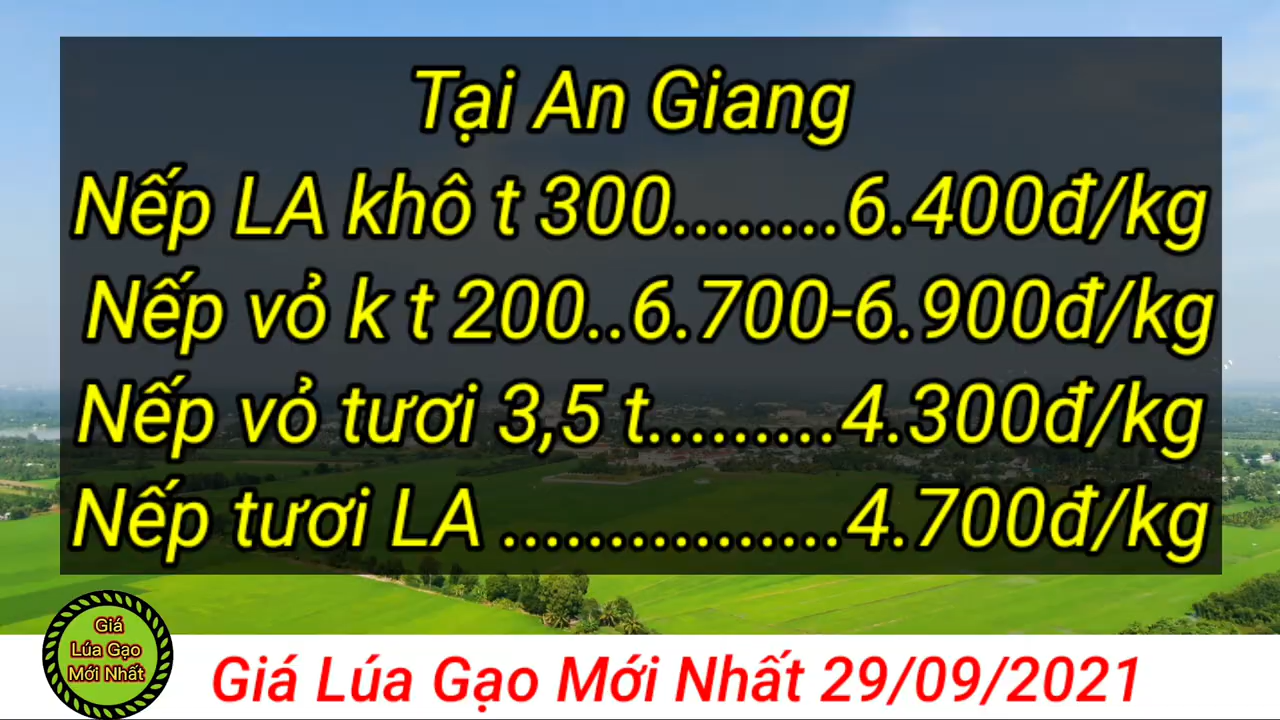 Tại An Giang
Nếp LA khô t 300........6.400đ/kg
Nếp vỏ k t 200..6.700-6.900đ/kg
Nếp vỏ tươi 3,5 t.........4.300đ/kg
Nếp tươi LA ................4.700đ/kg
Giá
Lúa Gạo
Mới Nhất
Giá Lúa Gạo Mới Nhất 29/09/2021